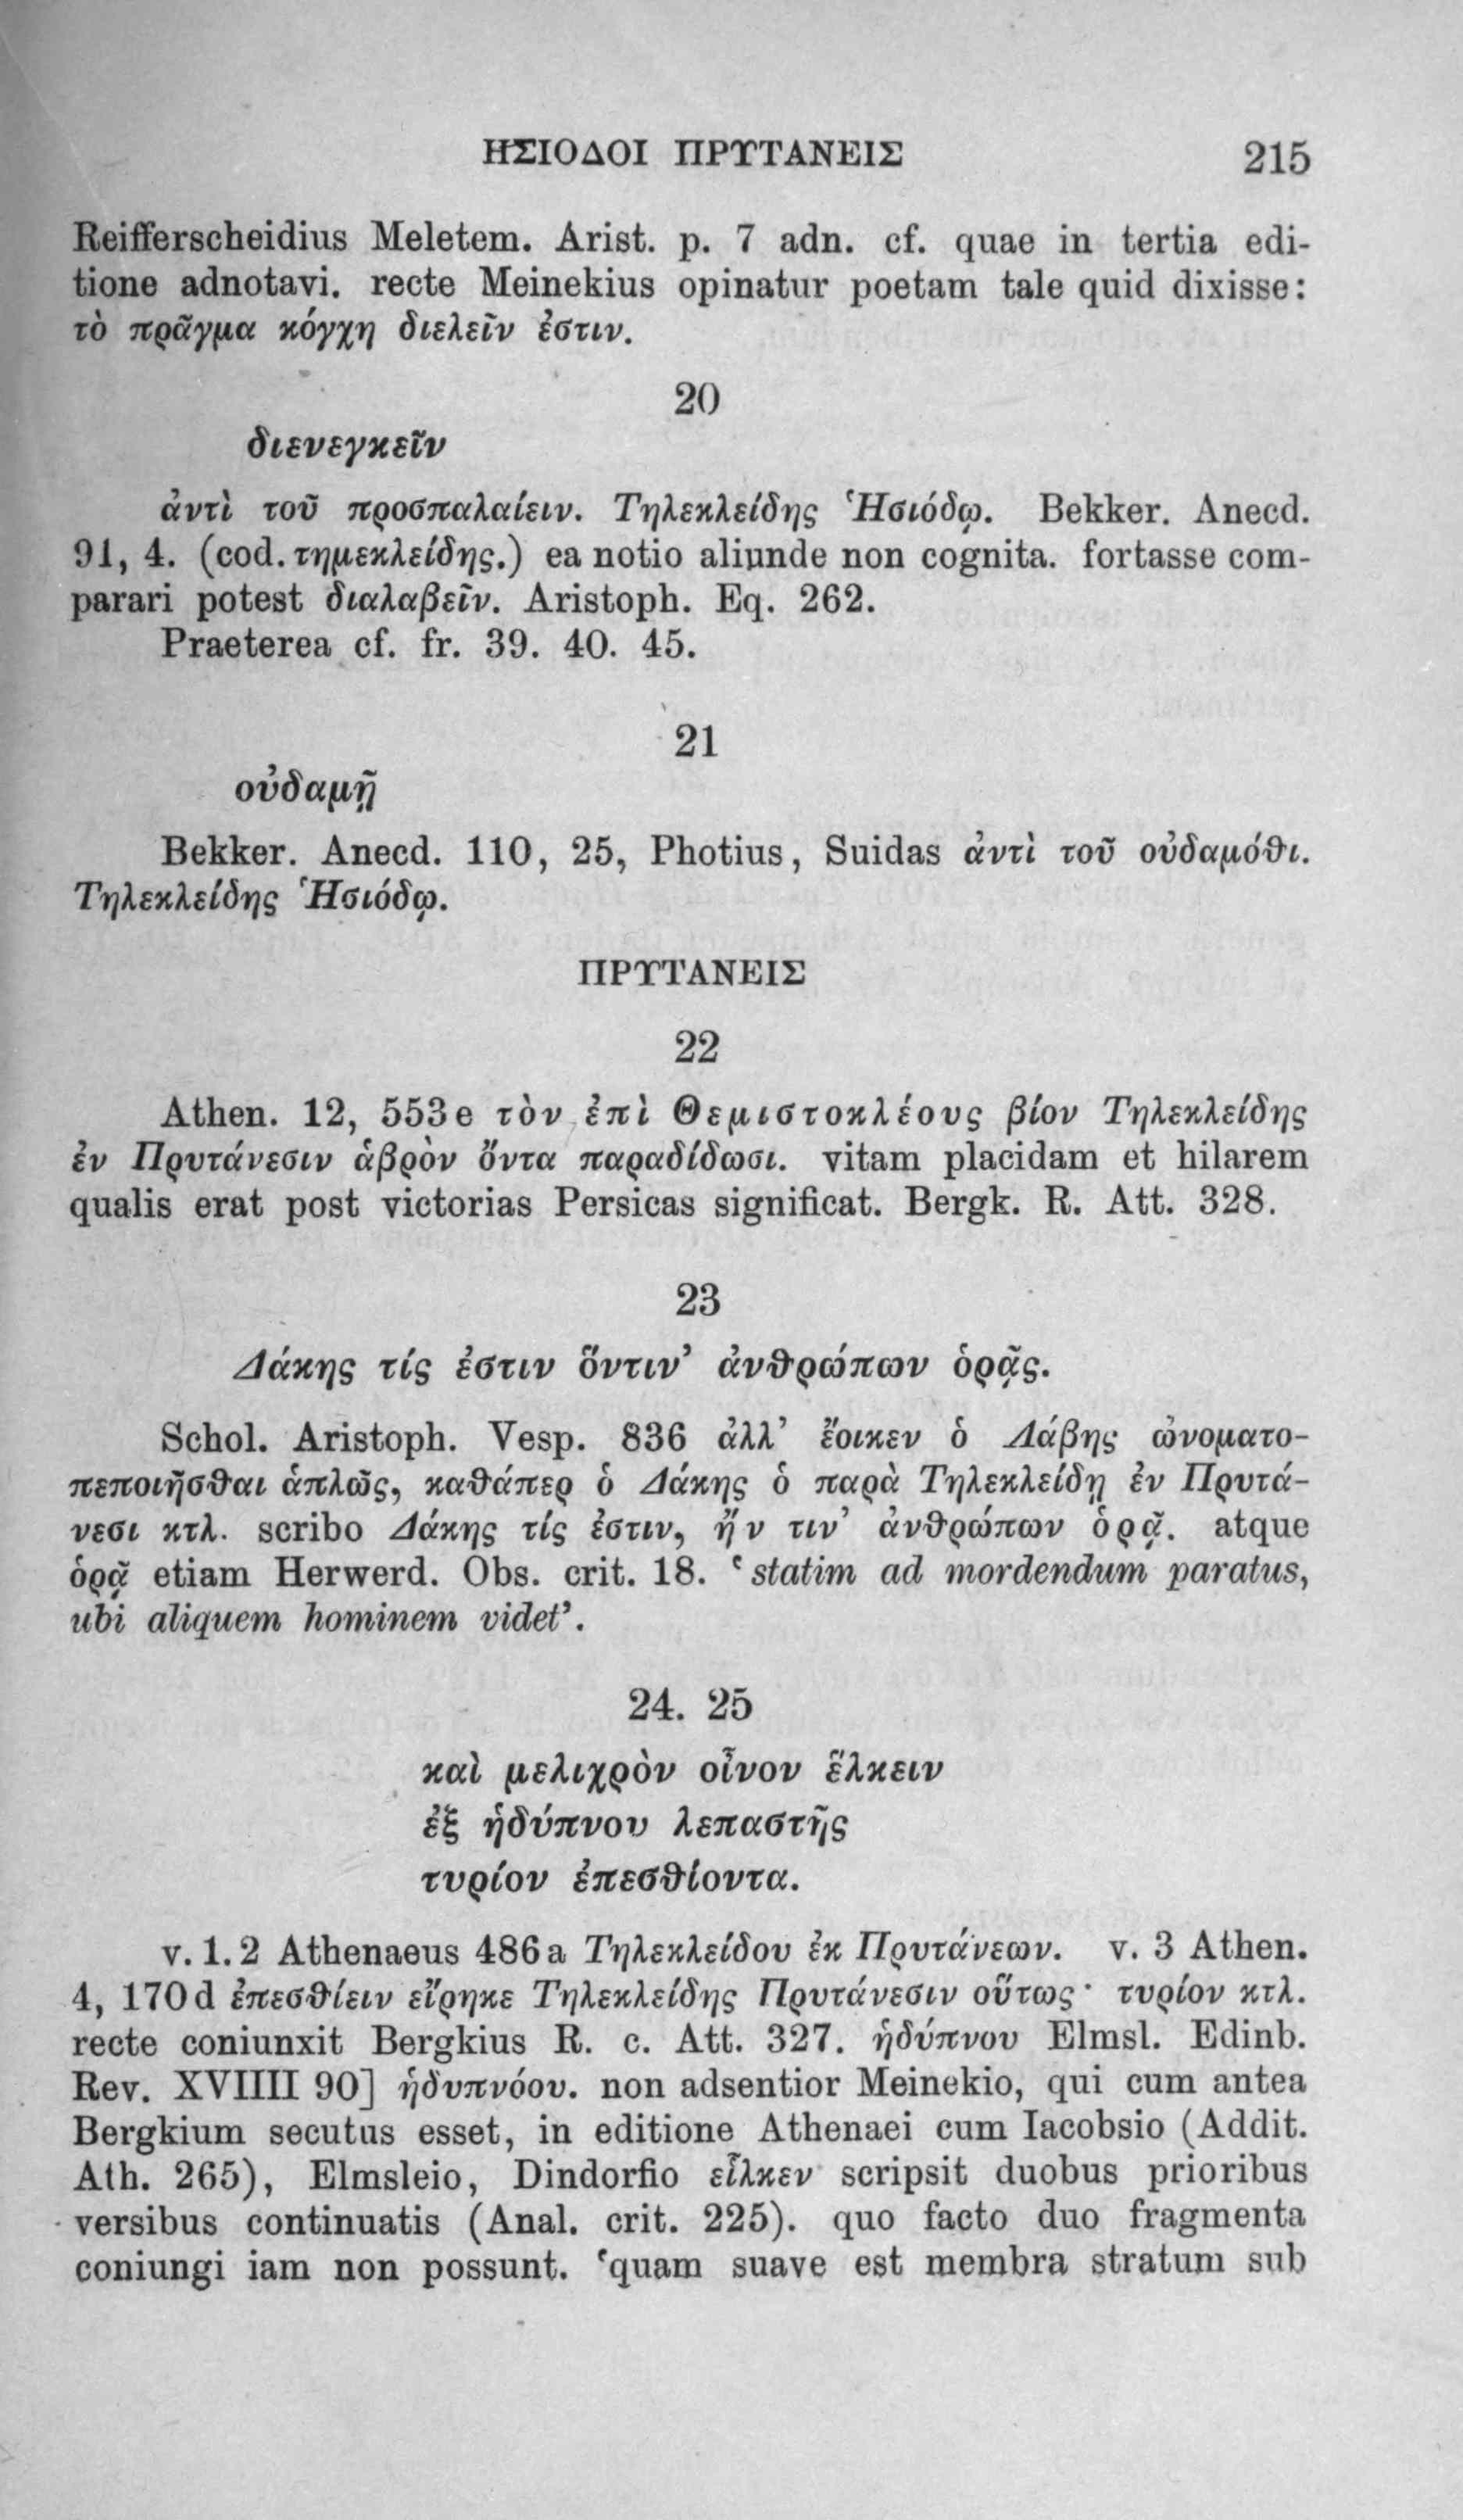 ΗΣΙΟΔΟΙ ΠΡΥΤΑΝΕΙΣ 215
Reifferscheidius Meletem. Arist. p. 7 adn. cf. quae in tertia edi-
tione adnotavi. recte Meinekius opinatur poetam tale quid dixisse:
τὸ πρᾶγμα κόγχῃ διελεῖν ἐστιν.
20
διενεγκεῖν
ἀντὶ τοῦ προσπαλαίειν. Τηλεκλείδης Ἡσιόδῳ. Bekker. Anecd.
91, 4. (cod. τημεκλείδης.) ea notio aliunde non cognita. fortasse com-
parari potest διαλαβεῖν. Aristoph. Eq. 262.
Praeterea cf. fr. 39. 40. 45.
21
οὐδαμῇ
Bekker. Anecd. 110, 25, Photius, Suidas ἀντὶ τοῦ οὐδαμόθι.
Τηλεκλείδης Ἡσιόδῳ.
ΠΡΥΤΑΝΕΙΣ
22
Athen. 12, 553e τὸν ἐπὶ Θεμιστοκλέους βίον Τηλεκλείδης
ἐν Πρυτάνεσιν ἁβρὸν ὄντα παραδίδωσι. vitam placidam et hilarem
qualis erat post victorias Persicas significat. Bergk. R. Att. 328.
23
Δάκης τίς ἐστιν ὅντιν’ ἀνθρώπων ὁρᾷς.
Schol. Aristoph. Vesp. 836 ἀλλ’ ἔοικεν ὁ Λάβης ὠνοματο-
πεποιῆσθαι ἁπλῶς, καθάπερ ὁ Δάκης ὁ παρὰ Τηλεκλείδῃ ἐν Πρυτά-
νεσι κτλ. scribo Δάκης τίς ἐστιν, ἤν τιν’ ἀνθρώπων ὁρᾷ. atque
ὁρᾷ etiam Herwerd. Obs. crit. 18. ‘statim ad mordendum paratus,
ubi aliquem hominem videt’.
24. 25
καὶ μελιχρὸν οἶνον ἕλκειν
ἐξ ἡδύπνου λεπαστῆς
τυρίον ἐπεσθίοντα.
v. 1. 2 Athenaeus 486a Τηλεκλείδου ἐκ Πρυτάνεων. v. 3 Athen.
4, 170d ἐπεσθίειν εἴρηκε Τηλεκλείδης Πρυτάνεσιν οὕτως· τυρίον κτλ.
recte coniunxit Bergkius R. c. Att. 327. ἡδύπνου Elmsl. Edinb.
Rev. XVIIII 90] ἡδυπνόου. non adsentior Meinekio, qui cum antea
Bergkium secutus esset, in editione Athenaei cum Iacobsio (Addit.
Ath. 265), Elmsleio, Dindorfio εἷλκεν scripsit duobus prioribus
versibus continuatis (Anal. crit. 225). quo facto duo fragmenta
coniungi iam non possunt. ‘quam suave est membra stratum sub